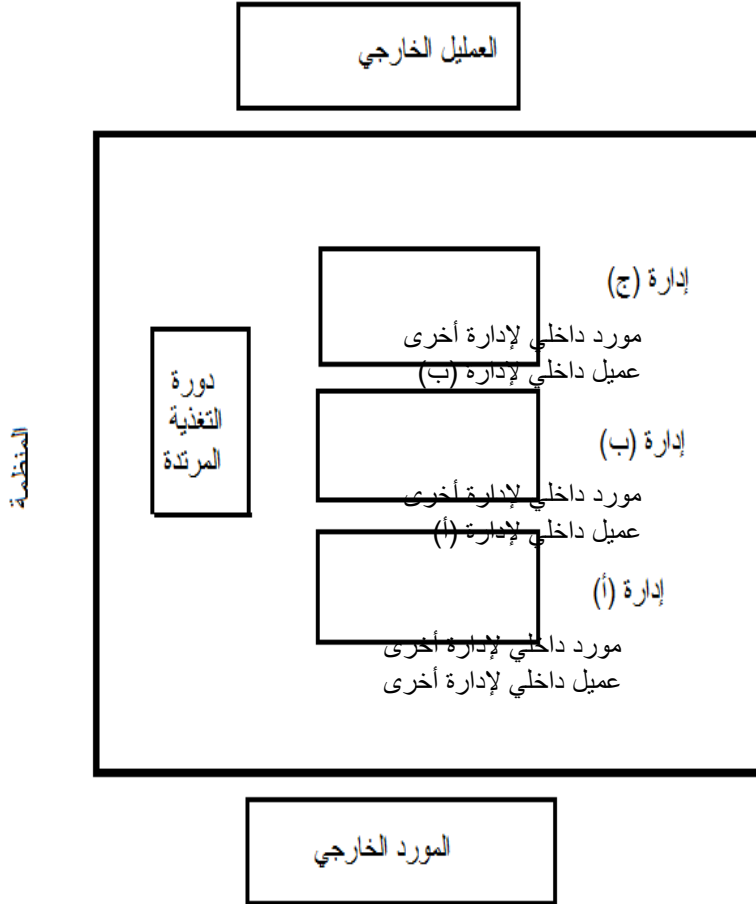 العمليل الخارجي
إدارة (ج)
مورد داخلي لإدارة أخرى
عميل داخلي لإدارة (ب)
دورة
التغذية
المرتدة
المنظمة
إدارة (ب)
مورد داخلي لإدارة أخرى
عميل داخلي لإدارة (أ)
إدارة (أ)
مورد داخلي لإدارة أخرى
عميل داخلي لإدارة أخرى
المورد الخارجي